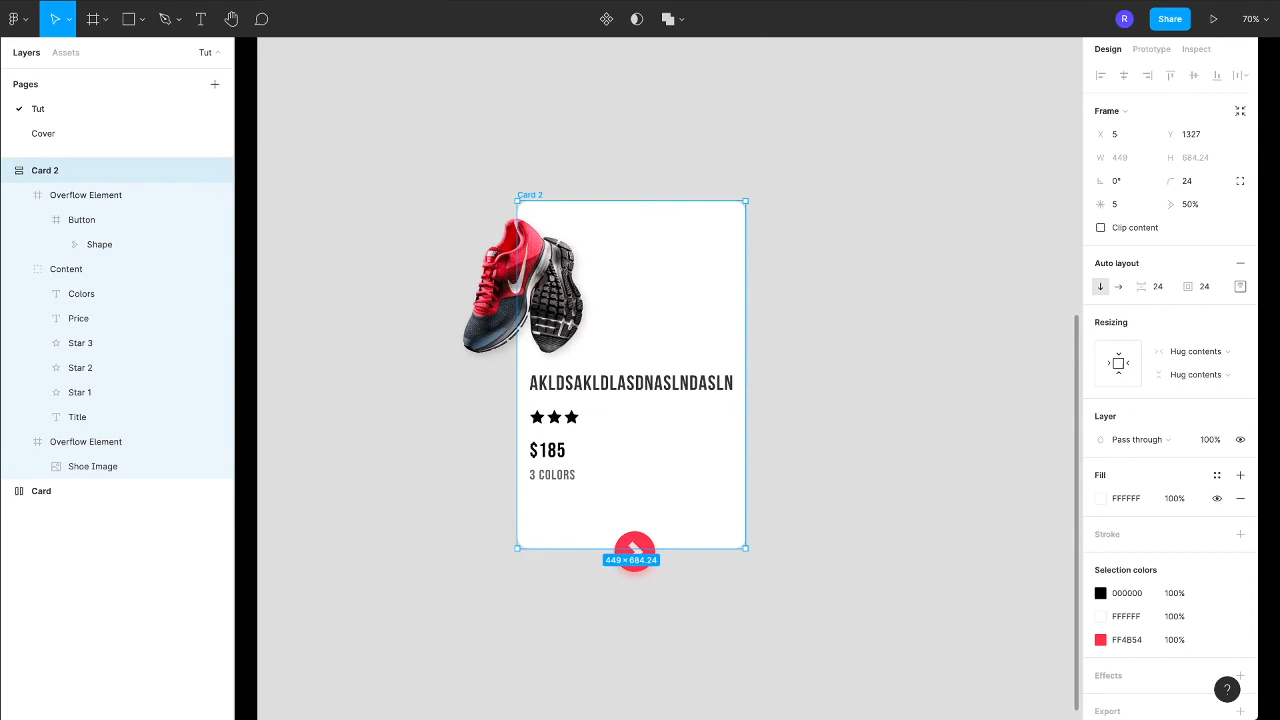 R
Share
70%
Layers
Assets
Tut
Pages
Tut
Cover
Card 2
Overflow Element
Button
Shape
Content
Colors
Price
Star 3
Star 2
Star 1
Title
Overflow Element
Shoe Image
Card
Card 2
AKLDSAKLDLASDNASLNDASLN
$185
3 COLORS
449 × 684.24
Design
Prototype
Inspect
Frame
X 5
Y 1327
W 449
H 684.24
0°
24
5
50%
Clip content
Auto layout
24
24
Resizing
Hug contents
Hug contents
Layer
Pass through
100%
Fill
FFFFFF
100%
Stroke
Selection colors
000000
100%
FFFFFF
100%
FF4B54
100%
Effects
Export
?